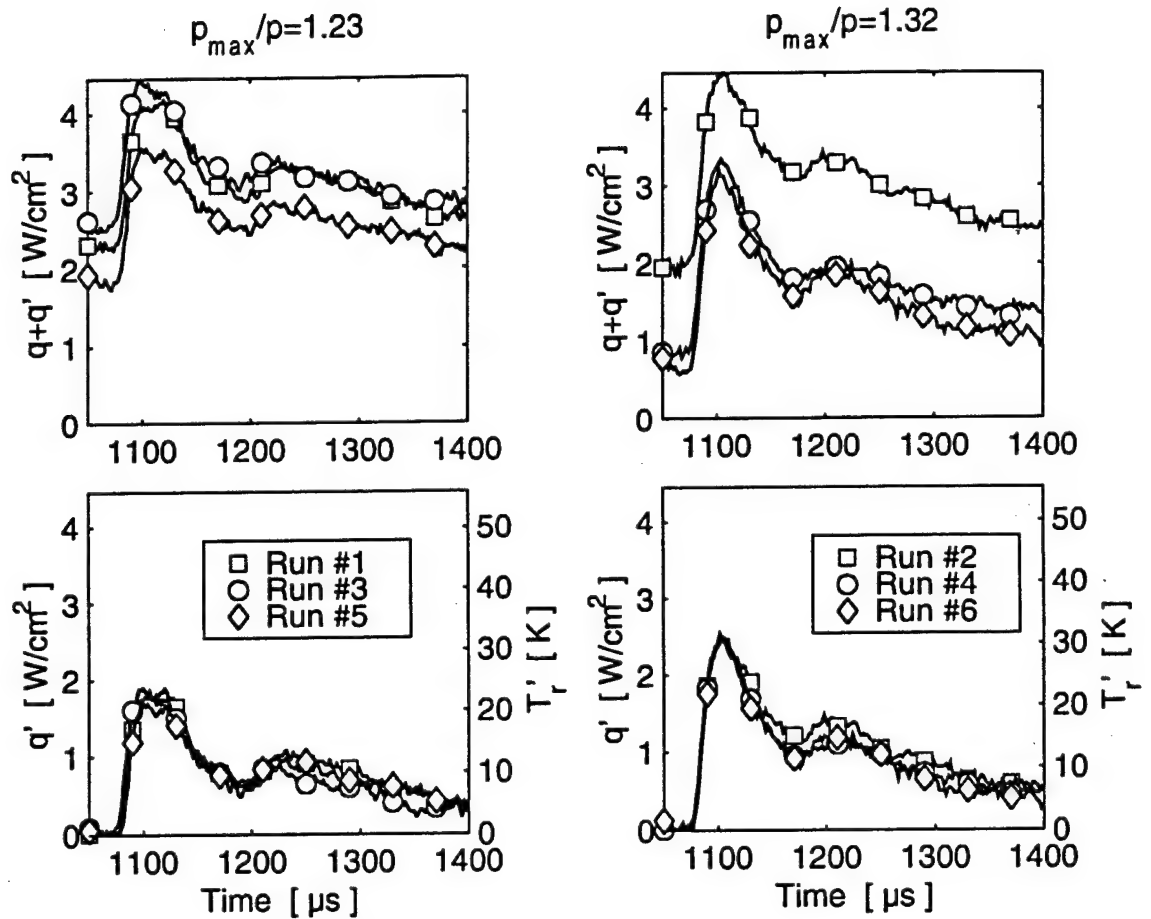 p_max/p=1.23
p_max/p=1.32
q+q' [ W/cm² ]
4
3
2
1
0
1100 1200 1300 1400
q+q' [ W/cm² ]
4
3
2
1
0
1100 1200 1300 1400
q' [ W/cm² ]
4
3
2
1
0
Run #1
Run #3
Run #5
50
40
30
20
10
0
T_r' [ K ]
1100 1200 1300 1400
Time [ µs ]
q' [ W/cm² ]
4
3
2
1
0
Run #2
Run #4
Run #6
50
40
30
20
10
0
T_r' [ K ]
1100 1200 1300 1400
Time [ µs ]